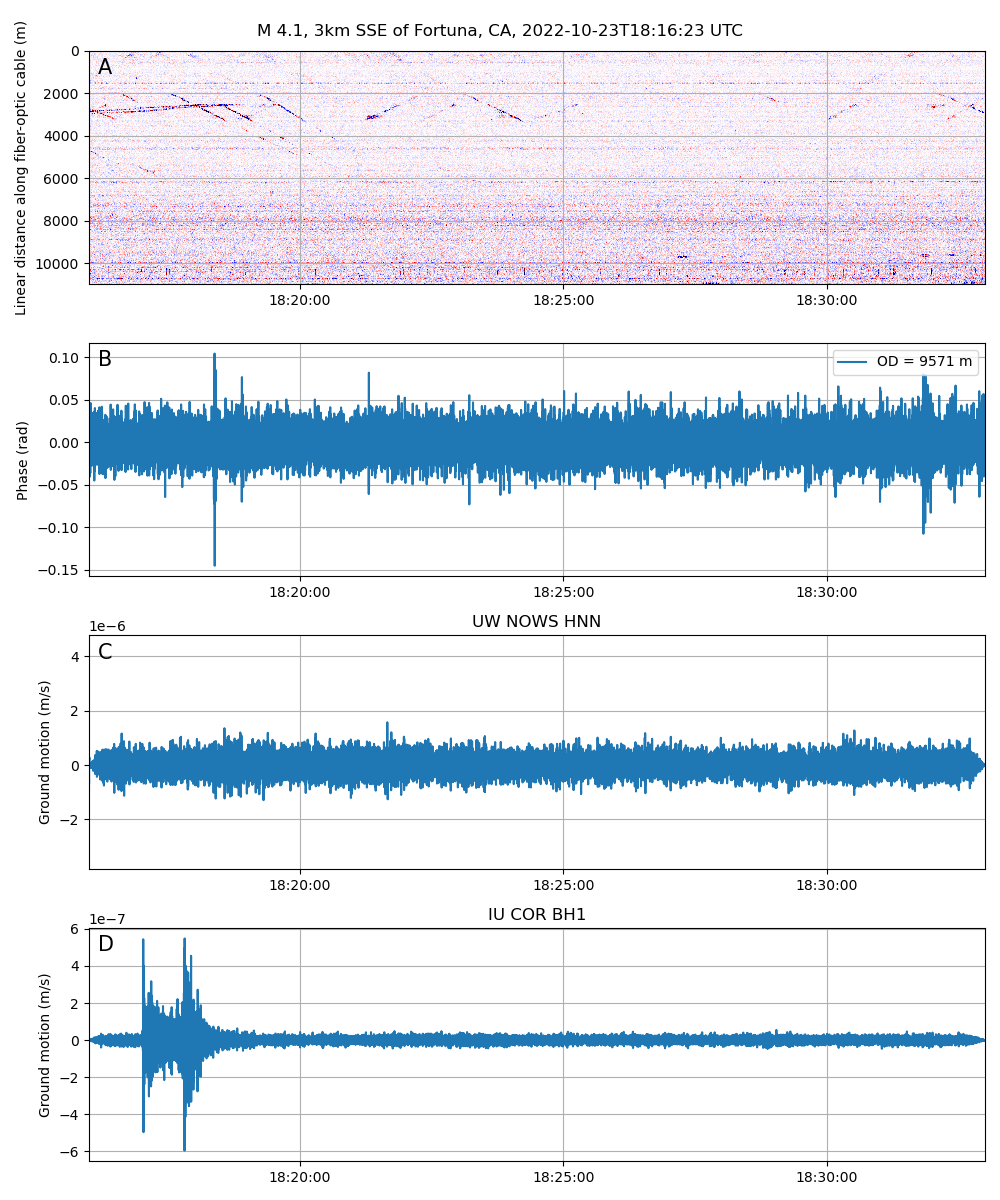 M 4.1, 3km SSE of Fortuna, CA, 2022-10-23T18:16:23 UTC
A
Linear distance along fiber-optic cable (m)
0
2000
4000
6000
8000
10000
18:20:00 18:25:00 18:30:00
B
OD = 9571 m
Phase (rad)
0.10
0.05
0.00
−0.05
−0.10
−0.15
18:20:00 18:25:00 18:30:00
UW NOWS HNN
1e−6
C
Ground motion (m/s)
4
2
0
−2
18:20:00 18:25:00 18:30:00
IU COR BH1
1e−7
D
Ground motion (m/s)
6
4
2
0
−2
−4
−6
18:20:00 18:25:00 18:30:00